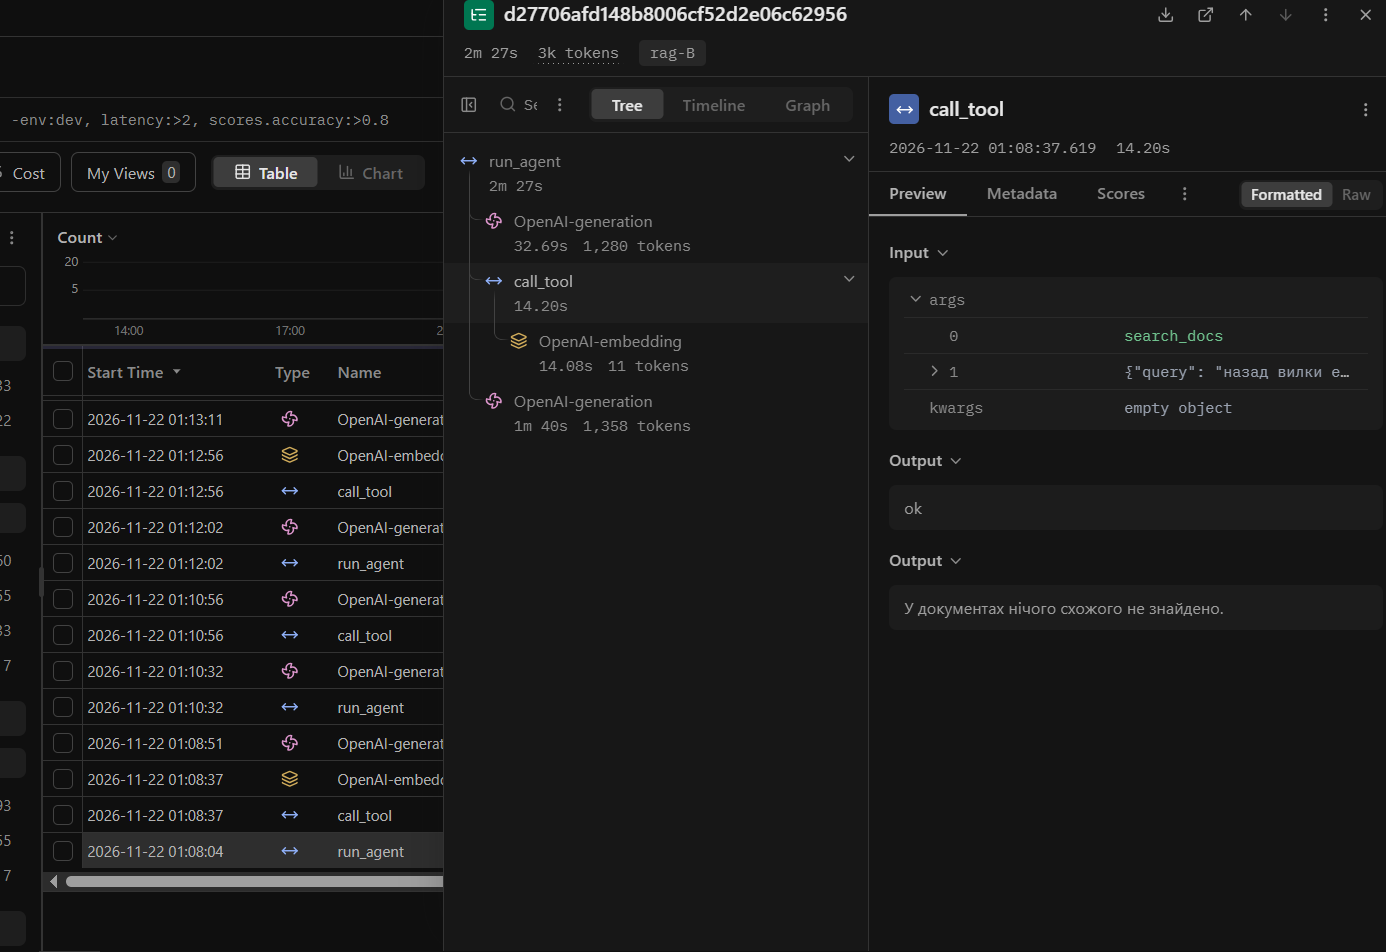 d27706afd148b8006cf52d2e06c62956
2m 27s 3k tokens rag-B
-env:dev, latency:>2, scores.accuracy:>0.8
Cost
My Views 0
Table
Chart
Count
20
5
14:00 17:00 2
Start Time Type Name
2026-11-22 01:13:11 OpenAI-generat
2026-11-22 01:12:56 OpenAI-embedd
2026-11-22 01:12:56 call_tool
2026-11-22 01:12:02 OpenAI-generat
2026-11-22 01:12:02 run_agent
2026-11-22 01:10:56 OpenAI-generat
2026-11-22 01:10:56 call_tool
2026-11-22 01:10:32 OpenAI-generat
2026-11-22 01:10:32 run_agent
2026-11-22 01:08:51 OpenAI-generat
2026-11-22 01:08:37 OpenAI-embedd
2026-11-22 01:08:37 call_tool
2026-11-22 01:08:04 run_agent
Se
Tree Timeline Graph
run_agent
2m 27s
OpenAI-generation
32.69s 1,280 tokens
call_tool
14.20s
OpenAI-embedding
14.08s 11 tokens
OpenAI-generation
1m 40s 1,358 tokens
call_tool
2026-11-22 01:08:37.619 14.20s
Preview Metadata Scores
Formatted Raw
Input
args
0 search_docs
1 {"query": "назад вилки е…
kwargs empty object
Output
ok
Output
У документах нічого схожого не знайдено.